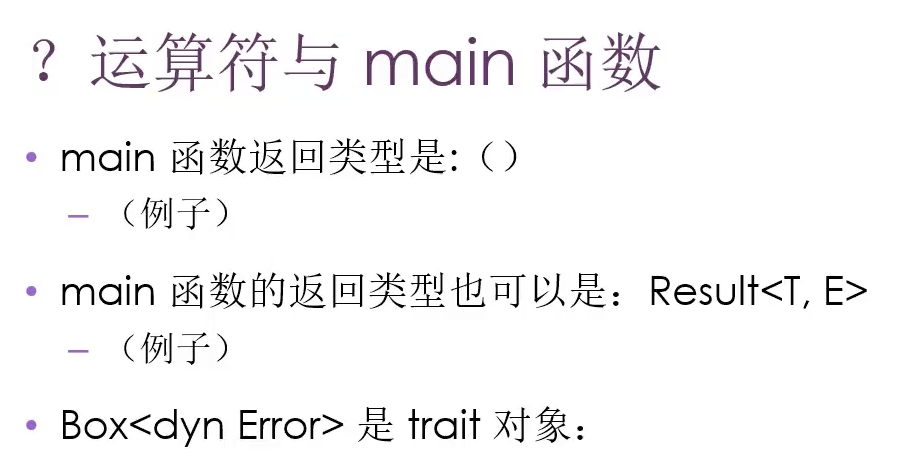 ？运算符与 main 函数
• main 函数返回类型是:（）
– （例子）
• main 函数的返回类型也可以是：Result<T, E>
– （例子）
• Box<dyn Error> 是 trait 对象：